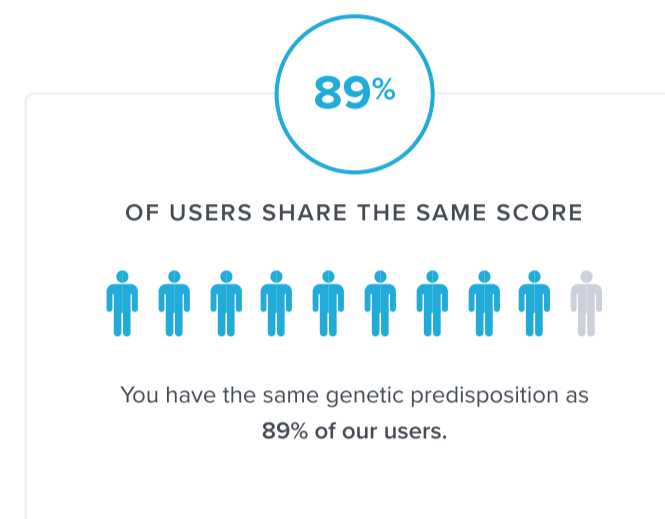 89%
OF USERS SHARE THE SAME SCORE
You have the same genetic predisposition as
89% of our users.